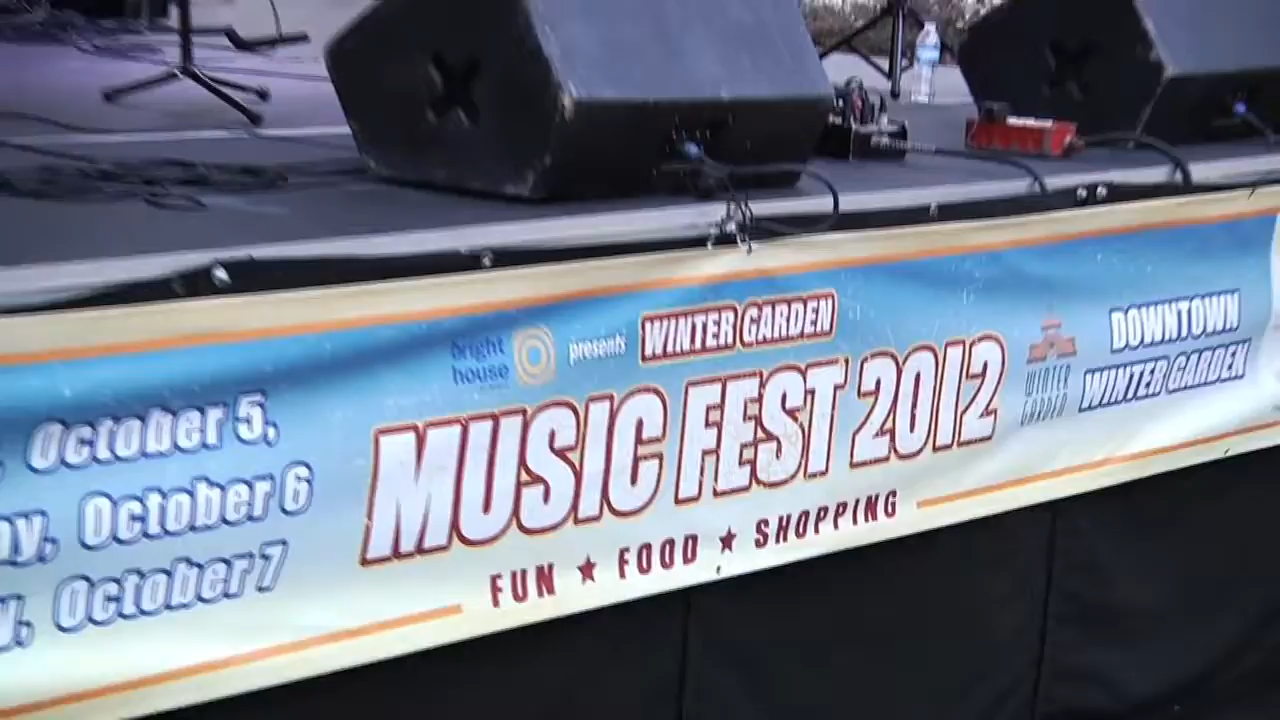 October 5,
ay, October 6
October 7
bright
house
presents
WINTER GARDEN
MUSIC FEST 2012
FUN ★ FOOD ★ SHOPPING
WINTER
GARDEN
DOWNTOWN
WINTER GARDEN